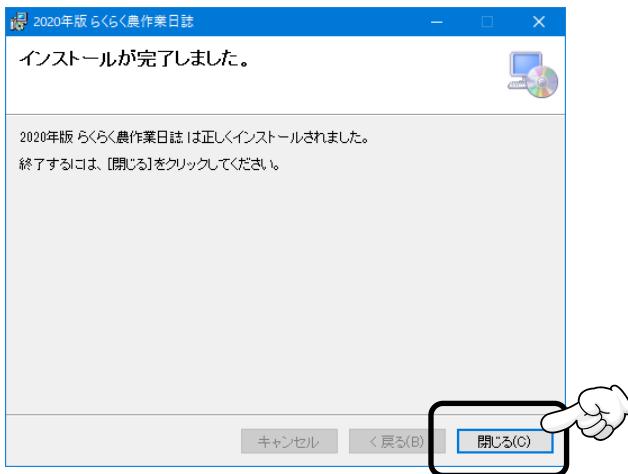 2020年版 らくらく農作業日誌
インストールが完了しました。
2020年版 らくらく農作業日誌 は正しくインストールされました。
終了するには、[閉じる]をクリックしてください。
キャンセル < 戻る(B) 閉じる(C)